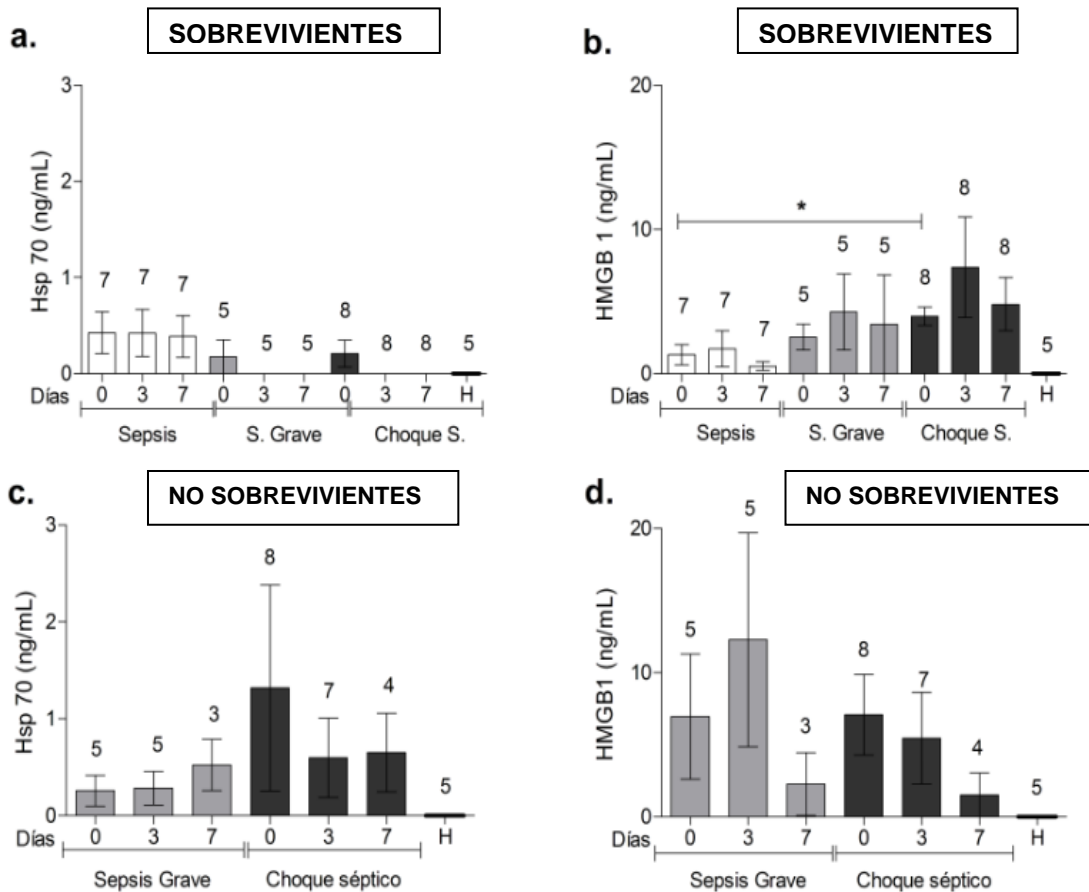 a.
SOBREVIVIENTES
Hsp 70 (ng/mL)
3
2
1
0
7 7 7 5 5 5 8 8 8 5
Días 0 3 7 0 3 7 0 3 7 H
Sepsis S. Grave Choque S.
b.
SOBREVIVIENTES
HMGB 1 (ng/mL)
20
10
0
*
7 7 7 5 5 5 8 8 8 5
Días 0 3 7 0 3 7 0 3 7 H
Sepsis S. Grave Choque S.
c.
NO SOBREVIVIENTES
Hsp 70 (ng/mL)
3
2
1
0
5 5 3 8 7 4 5
Días 0 3 7 0 3 7 H
Sepsis Grave Choque séptico
d.
NO SOBREVIVIENTES
HMGB1 (ng/mL)
20
10
0
5 5 3 8 7 4 5
Días 0 3 7 0 3 7 H
Sepsis Grave Choque séptico